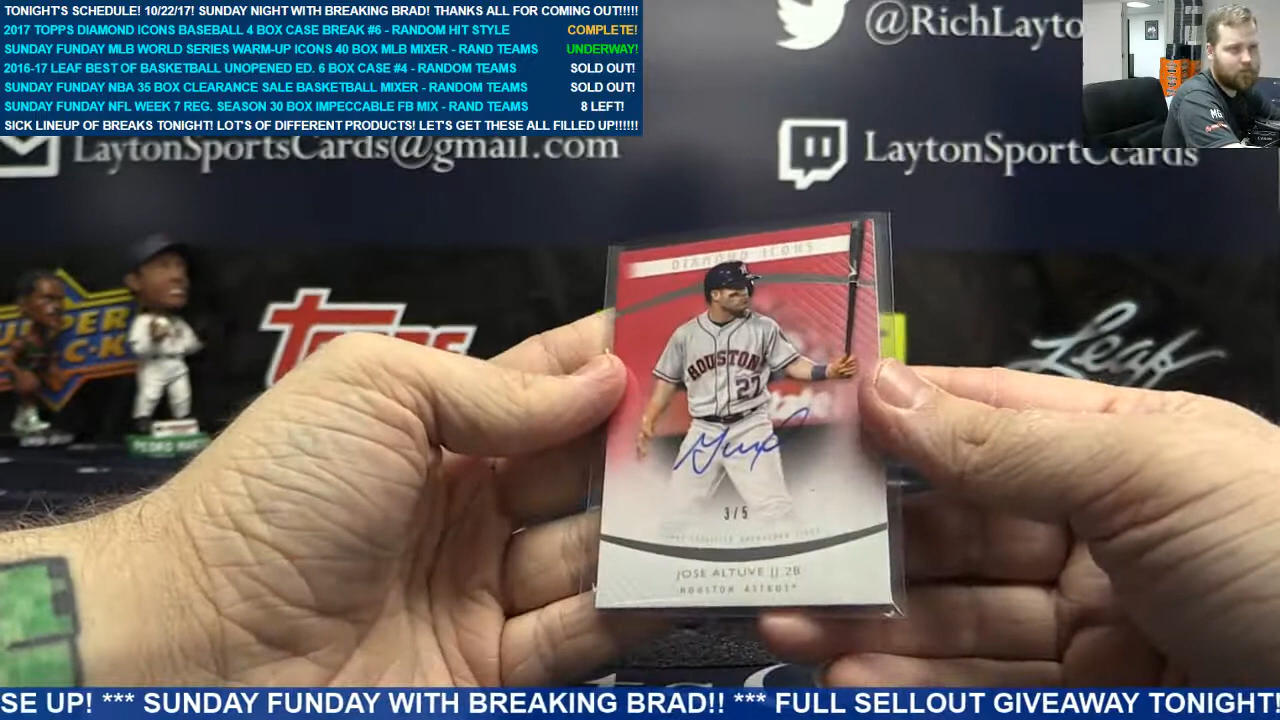 TONIGHT'S SCHEDULE! 10/22/17! SUNDAY NIGHT WITH BREAKING BRAD! THANKS ALL FOR COMING OUT!!!!!
2017 TOPPS DIAMOND ICONS BASEBALL 4 BOX CASE BREAK #6 - RANDOM HIT STYLE COMPLETE!
SUNDAY FUNDAY MLB WORLD SERIES WARM-UP ICONS 40 BOX MLB MIXER - RAND TEAMS UNDERWAY!
2016-17 LEAF BEST OF BASKETBALL UNOPENED ED. 6 BOX CASE #4 - RANDOM TEAMS SOLD OUT!
SUNDAY FUNDAY NBA 35 BOX CLEARANCE SALE BASKETBALL MIXER - RANDOM TEAMS SOLD OUT!
SUNDAY FUNDAY NFL WEEK 7 REG. SEASON 30 BOX IMPECCABLE FB MIX - RAND TEAMS 8 LEFT!
SICK LINEUP OF BREAKS TONIGHT! LOT'S OF DIFFERENT PRODUCTS! LET'S GET THESE ALL FILLED UP!!!!!!
@RichLayto
MG
LaytonSportsCards@gmail.com
LaytonSportCcards
DIAMOND ICONS
SUPER
Topps
Leaf
HOUSTON
27
PEDRO
3/5
JOSE ALTUVE || 2B
HOUSTON ASTROS
SE UP! *** SUNDAY FUNDAY WITH BREAKING BRAD!! *** FULL SELLOUT GIVEAWAY TONIGHT!